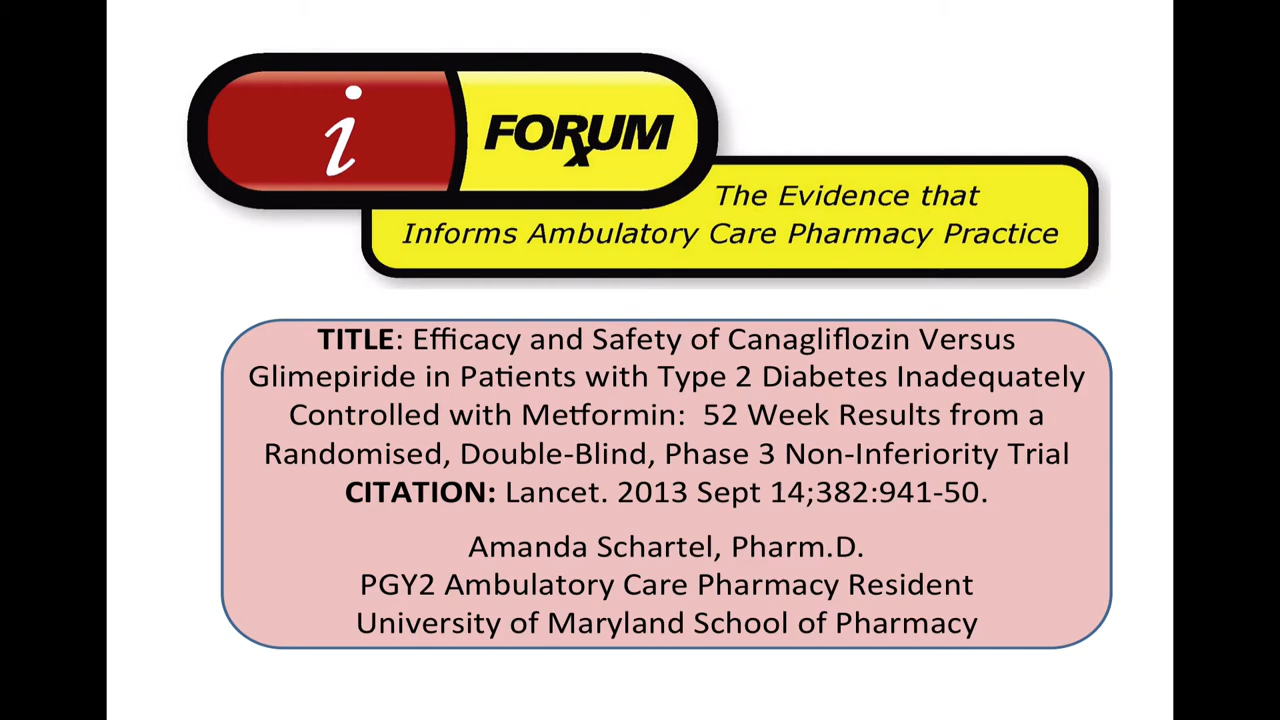 i
FORxUM
The Evidence that
Informs Ambulatory Care Pharmacy Practice
TITLE: Efficacy and Safety of Canagliflozin Versus
Glimepiride in Patients with Type 2 Diabetes Inadequately
Controlled with Metformin:  52 Week Results from a
Randomised, Double-Blind, Phase 3 Non-Inferiority Trial
CITATION: Lancet. 2013 Sept 14;382:941-50.
Amanda Schartel, Pharm.D.
PGY2 Ambulatory Care Pharmacy Resident
University of Maryland School of Pharmacy